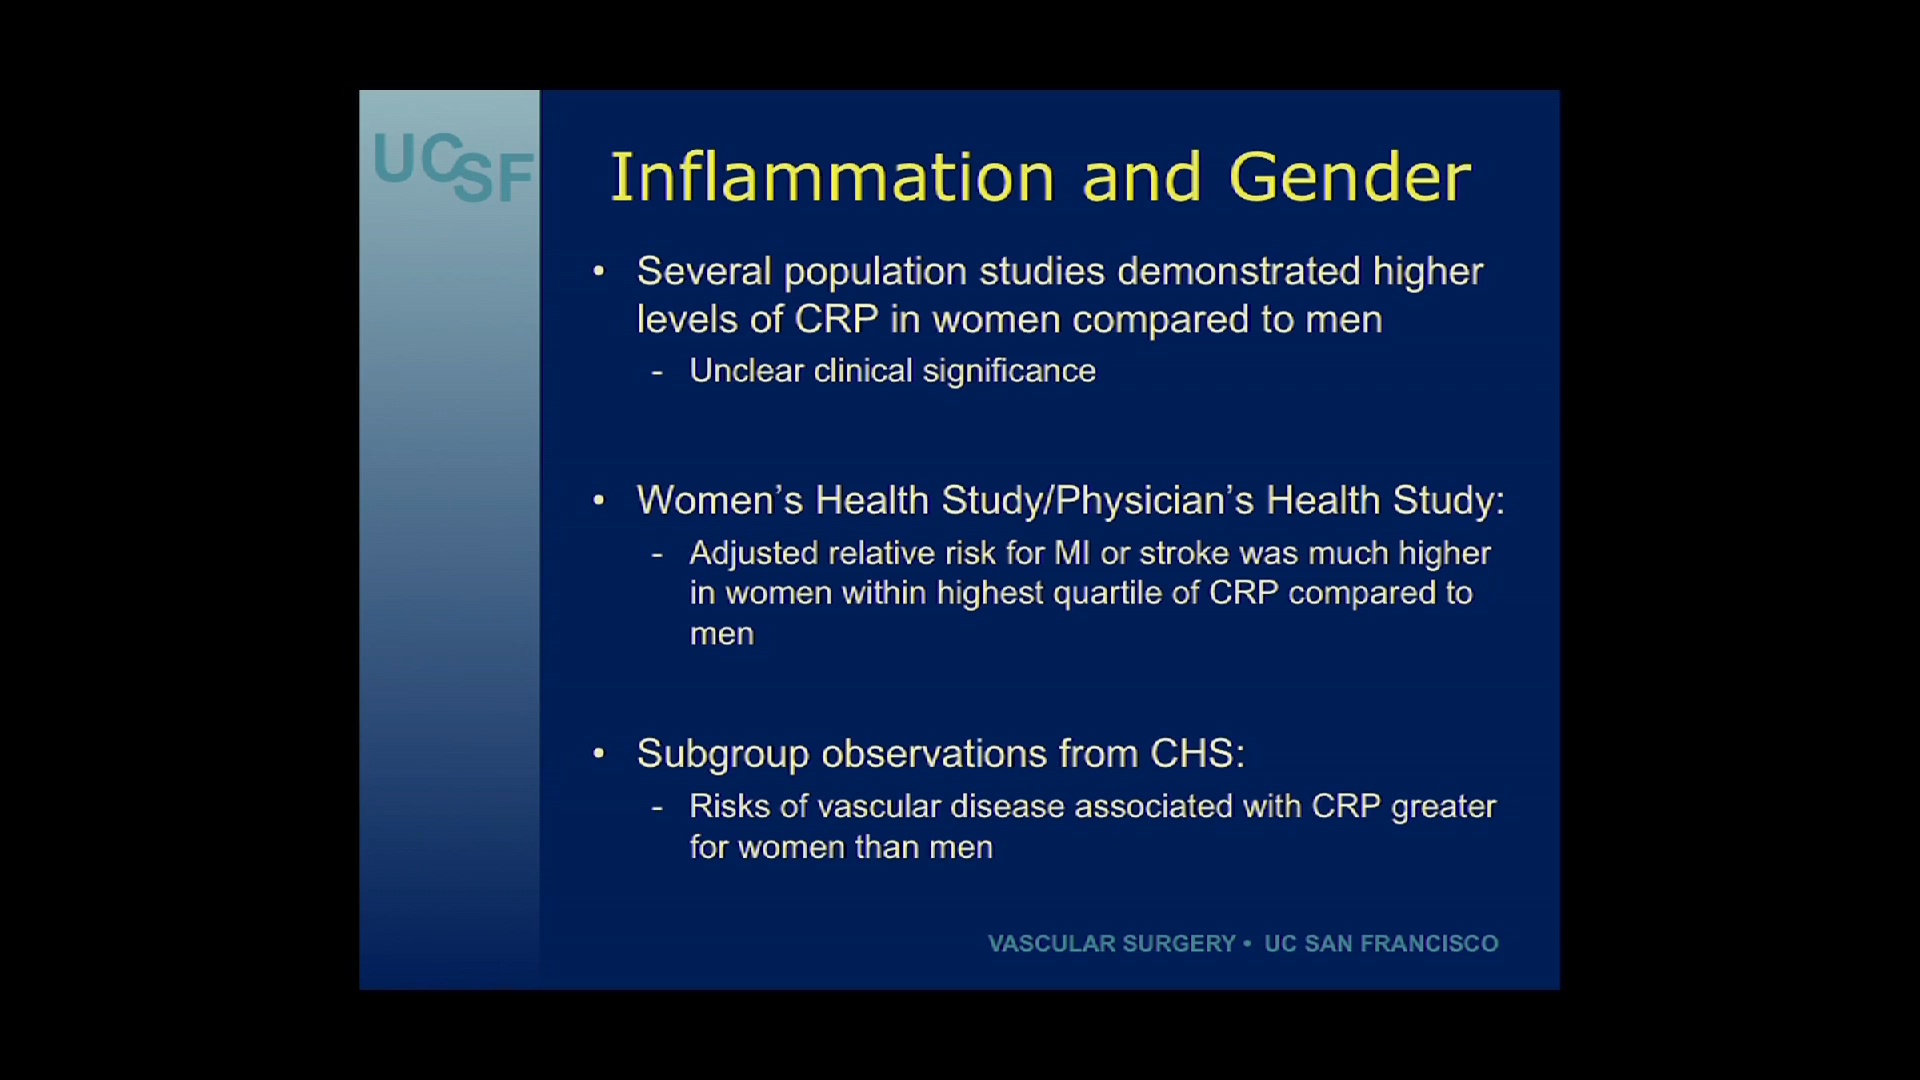 UCSF
Inflammation and Gender
• Several population studies demonstrated higher
levels of CRP in women compared to men
- Unclear clinical significance
• Women’s Health Study/Physician’s Health Study:
- Adjusted relative risk for MI or stroke was much higher
in women within highest quartile of CRP compared to
men
• Subgroup observations from CHS:
- Risks of vascular disease associated with CRP greater
for women than men
VASCULAR SURGERY • UC SAN FRANCISCO